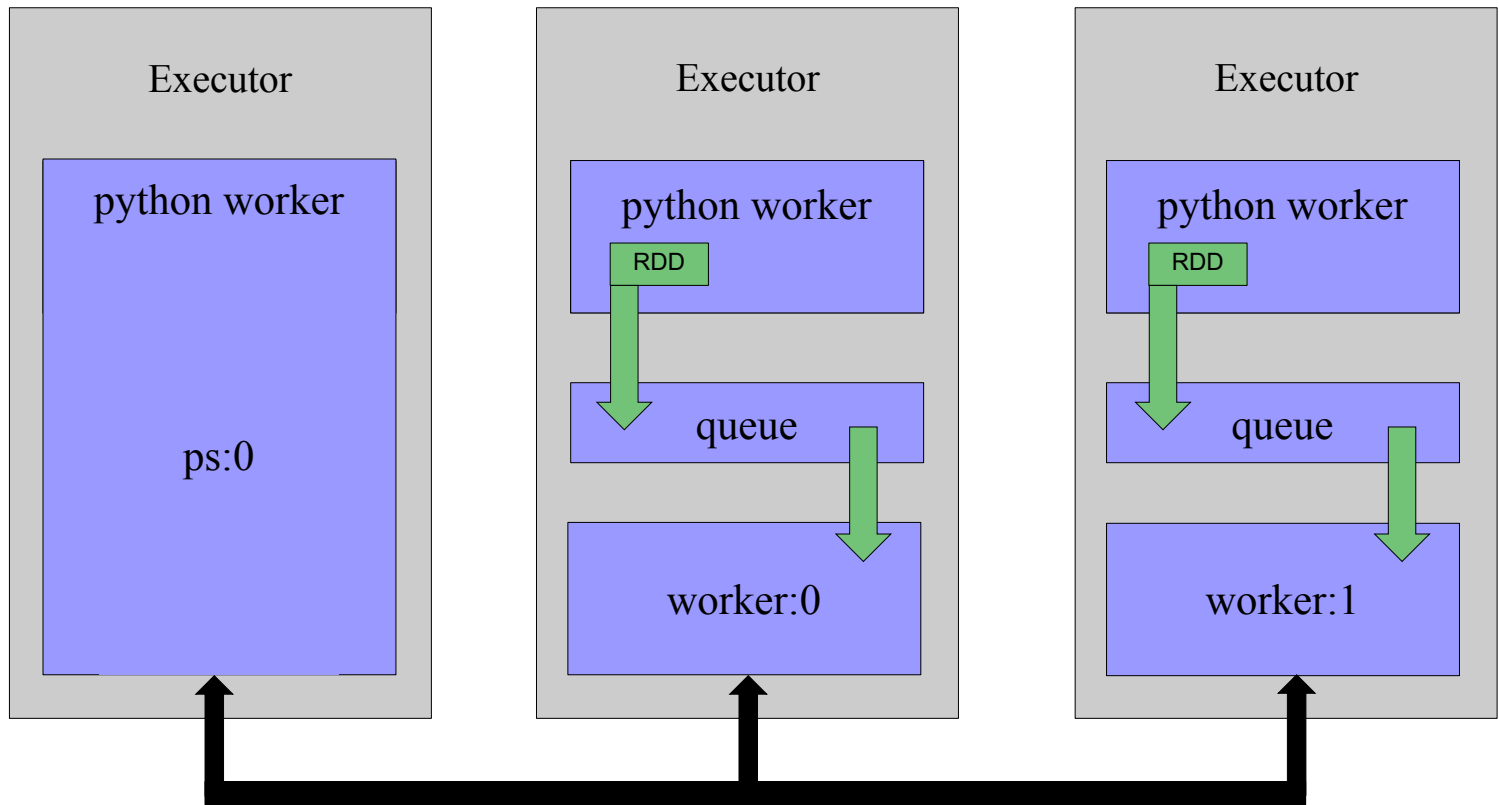 Executor
python worker
ps:0
Executor
python worker
RDD
queue
worker:0
Executor
python worker
RDD
queue
worker:1